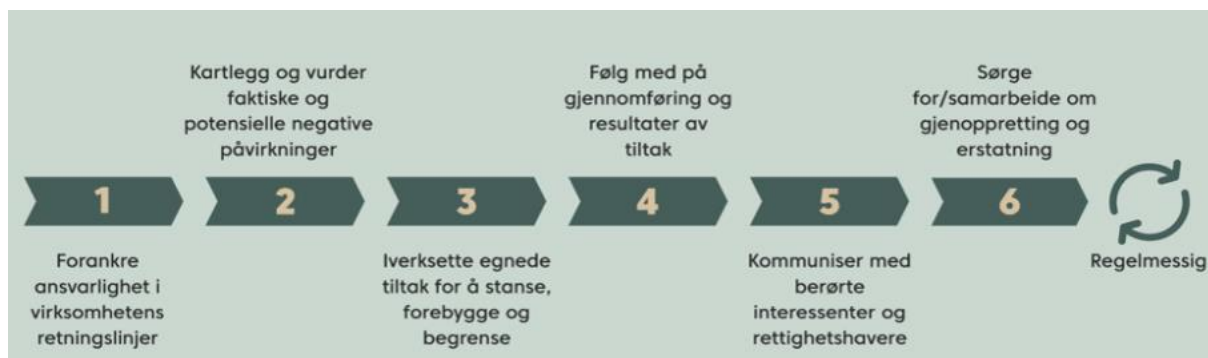 1
Forankre
ansvarlighet i
virksomhetens
retningslinjer
Kartlegg og vurder
faktiske og
potensielle negative
påvirkninger
2
3
Iverksette egnede
tiltak for å stanse,
forebygge og
begrense
Følg med på
gjennomføring og
resultater av
tiltak
4
5
Kommuniser med
berørte
interessenter og
rettighetshavere
Sørge
for/samarbeide om
gjenoppretting og
erstatning
6
Regelmessig